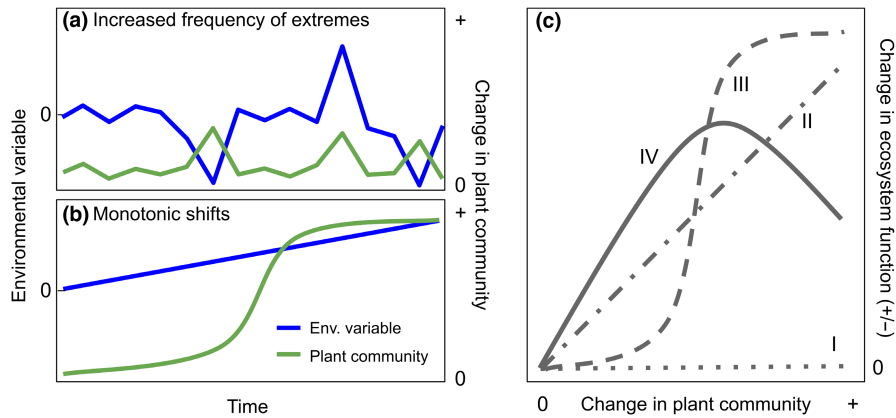 (a) Increased frequency of extremes
+
0
0
(b) Monotonic shifts
+
0
0
Env. variable
Plant community
Time
Environmental variable
Change in plant community
(c)
III
II
IV
I
0
0
Change in plant community
+
Change in ecosystem function (+/−)